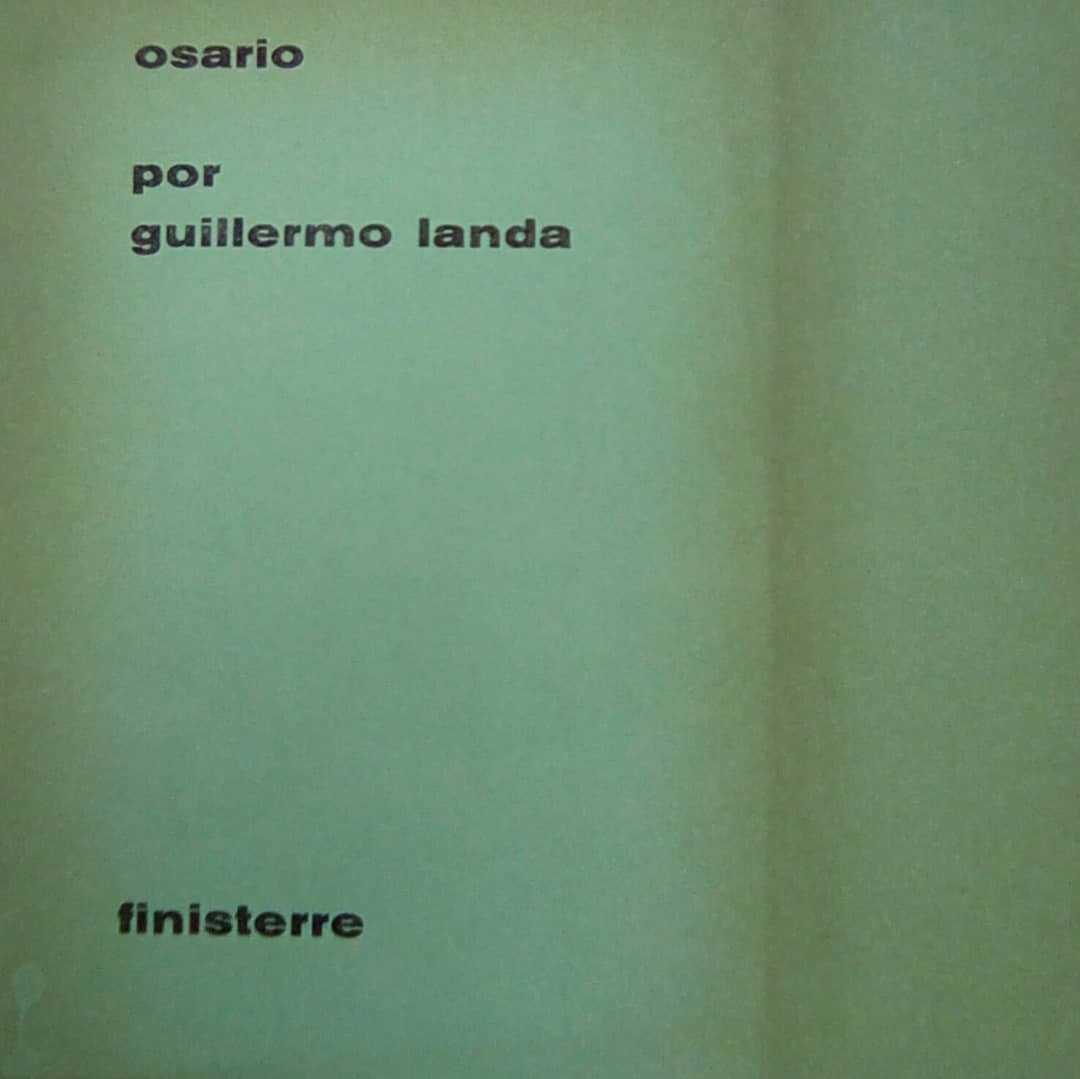 osario
por
guillermo landa
finisterre